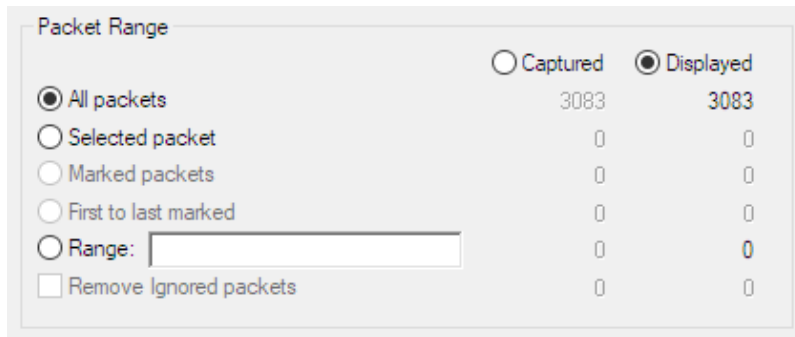 Packet Range
Captured Displayed
All packets 3083 3083
Selected packet 0 0
Marked packets 0 0
First to last marked 0 0
Range: 0 0
Remove Ignored packets 0 0